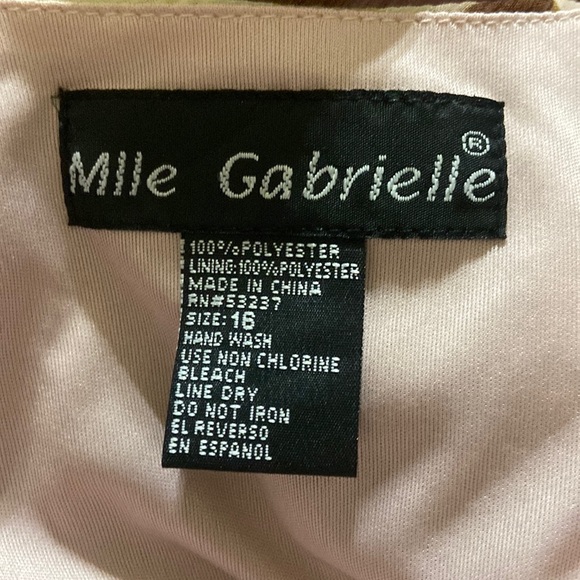 Mlle Gabrielle®
100%POLYESTER
LINING:100%POLYESTER
MADE IN CHINA
RN#53237
SIZE: 16
HAND WASH
USE NON CHLORINE
BLEACH
LINE DRY
DO NOT IRON
EL REVERSO
EN ESPANOL